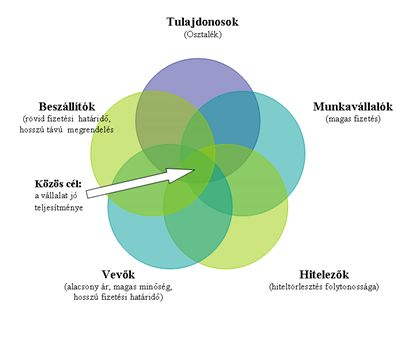 Tulajdonosok
(Osztalék)
Beszállítók
(rövid fizetési határidő,
hosszú távú megrendelés
Munkavállalók
(magas fizetés)
Közös cél:
a vállalat jó
teljesítménye
Vevők
(alacsony ár, magas minőség,
hosszú fizetési határidő)
Hitelezők
(hiteltörlesztés folytonossága)